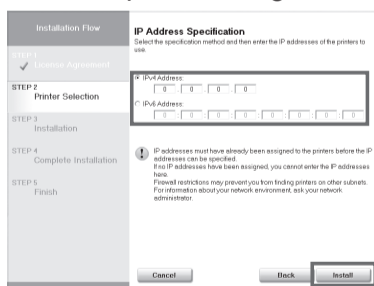 Installation Flow
STEP 1
License Agreement
STEP 2
Printer Selection
STEP 3
Installation
STEP 4
Complete Installation
STEP 5
Finish
IP Address Specification
Select the specification method and then enter the IP addresses of the printers to
use.
IPv4 Address:
0 . 0 . 0 . 0
IPv6 Address:
0 : 0 : 0 : 0 : 0 : 0 : 0 : 0
IP addresses must have already been assigned to the printers before the IP
addresses can be specified.
If no IP addresses have been assigned, you cannot enter the IP addresses
here.
Firewall restrictions may prevent you from finding printers on other subnets.
For information about your network environment, ask your network
administrator.
Cancel
Back
Install